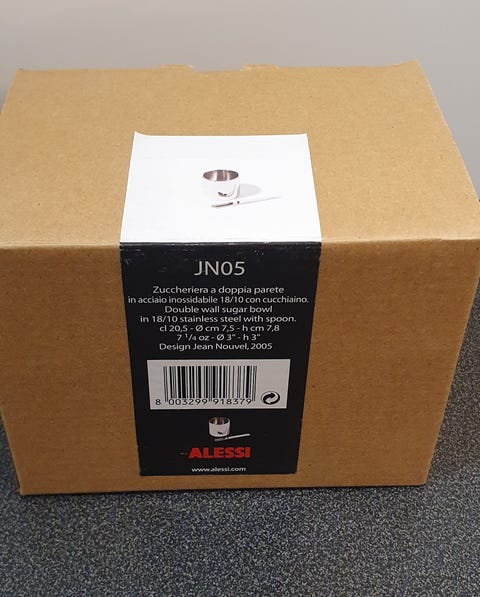 JN05
Zuccheriera a doppia parete
in acciaio inossidabile 18/10 con cucchiaino.
Double wall sugar bowl
in 18/10 stainless steel with spoon.
cl 20,5 - Ø cm 7,5 - h cm 7,8
7 1/4 oz - Ø 3" - h 3"
Design Jean Nouvel, 2005
8 003299 918379
ALESSI
www.alessi.com